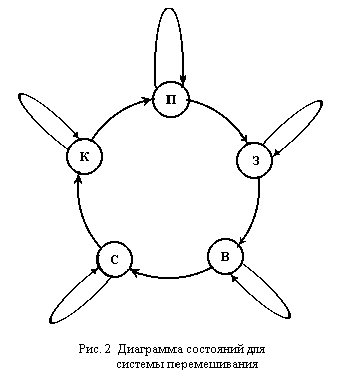 П
К
З
С
В
Рис. 2 Диаграмма состояний для
системы перемешивания